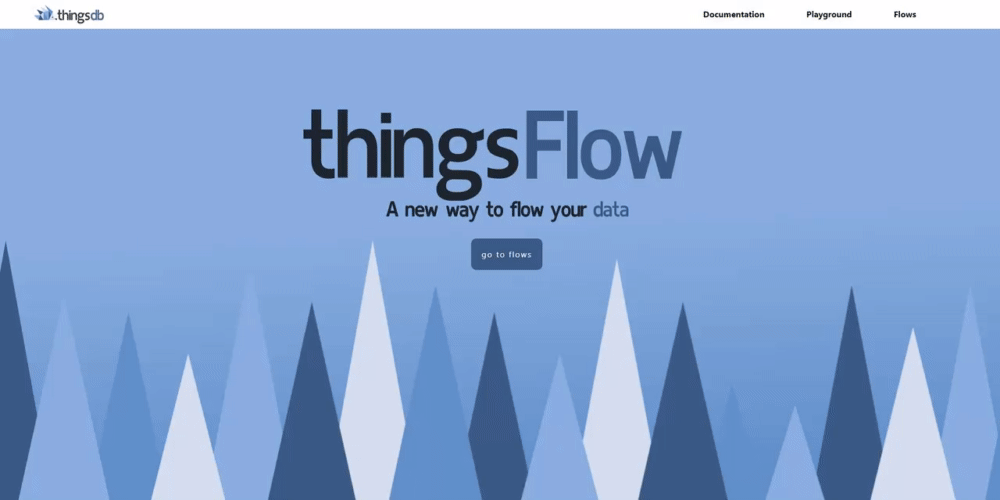 .thingsdb
Documentation Playground Flows
thingsFlow
A new way to flow your data
go to flows